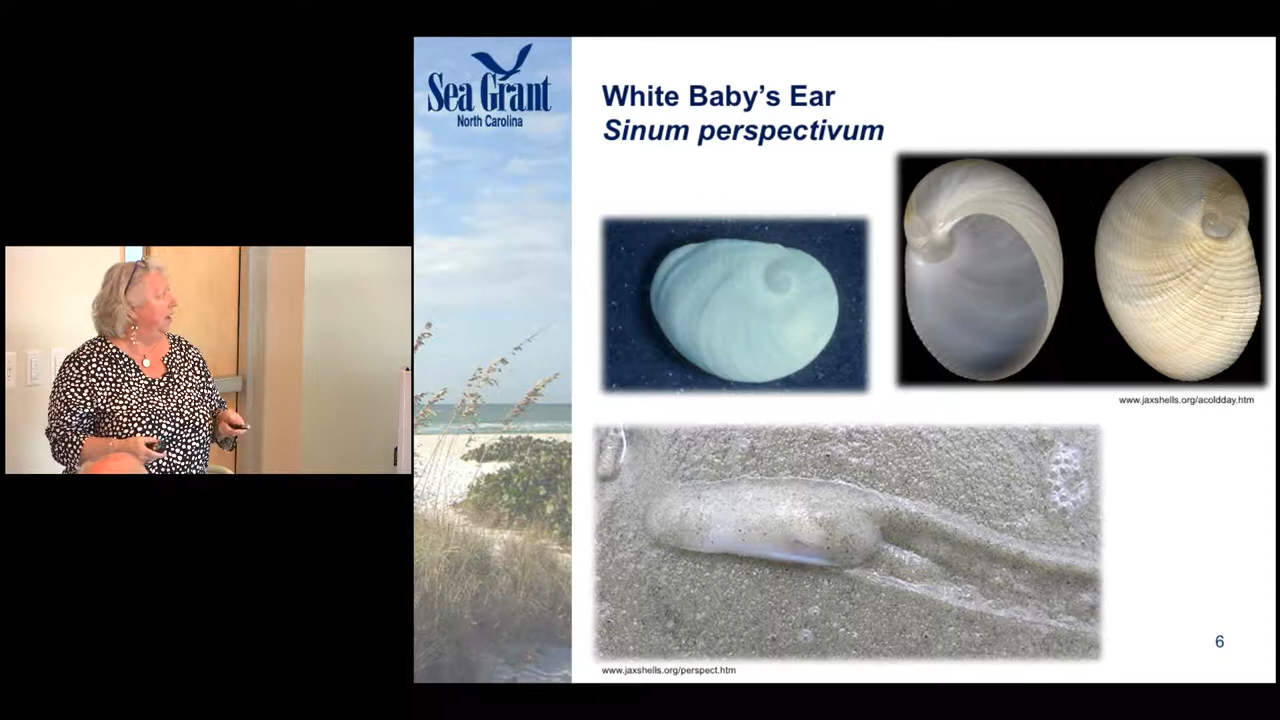 Sea Grant
North Carolina
White Baby's Ear
Sinum perspectivum
www.jaxshells.org/acoldday.htm
www.jaxshells.org/perspect.htm
6